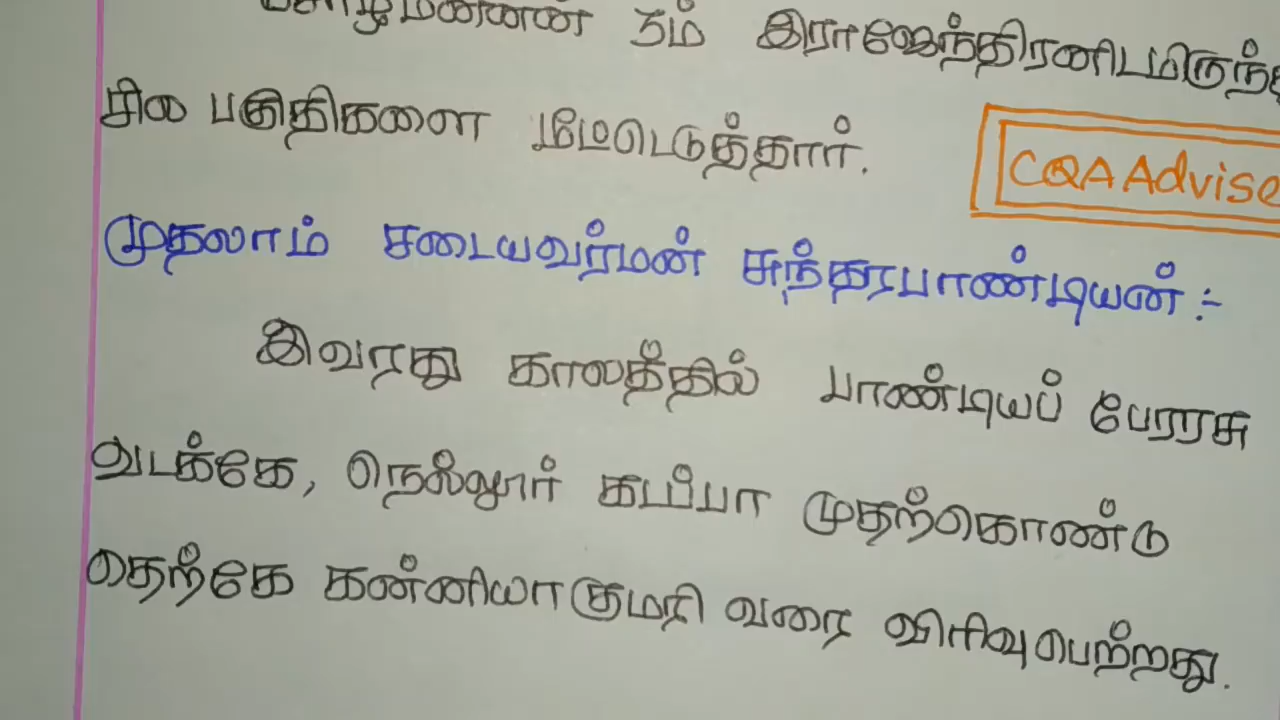 சோழமன்னன் 3ம் இராஜேந்திரனிடமிருந்து
சில பகுதிகளை மீட்டெடுத்தார்.
CQA Advise
முதலாம் சடையவர்மன் சுந்தரபாண்டியன் :-
இவரது காலத்தில் பாண்டியப் பேரரசு
வடக்கே, நெல்லூர் கடப்பா முதற்கொண்டு
தெற்கே கன்னியாகுமரி வரை விரிவுபெற்றது.